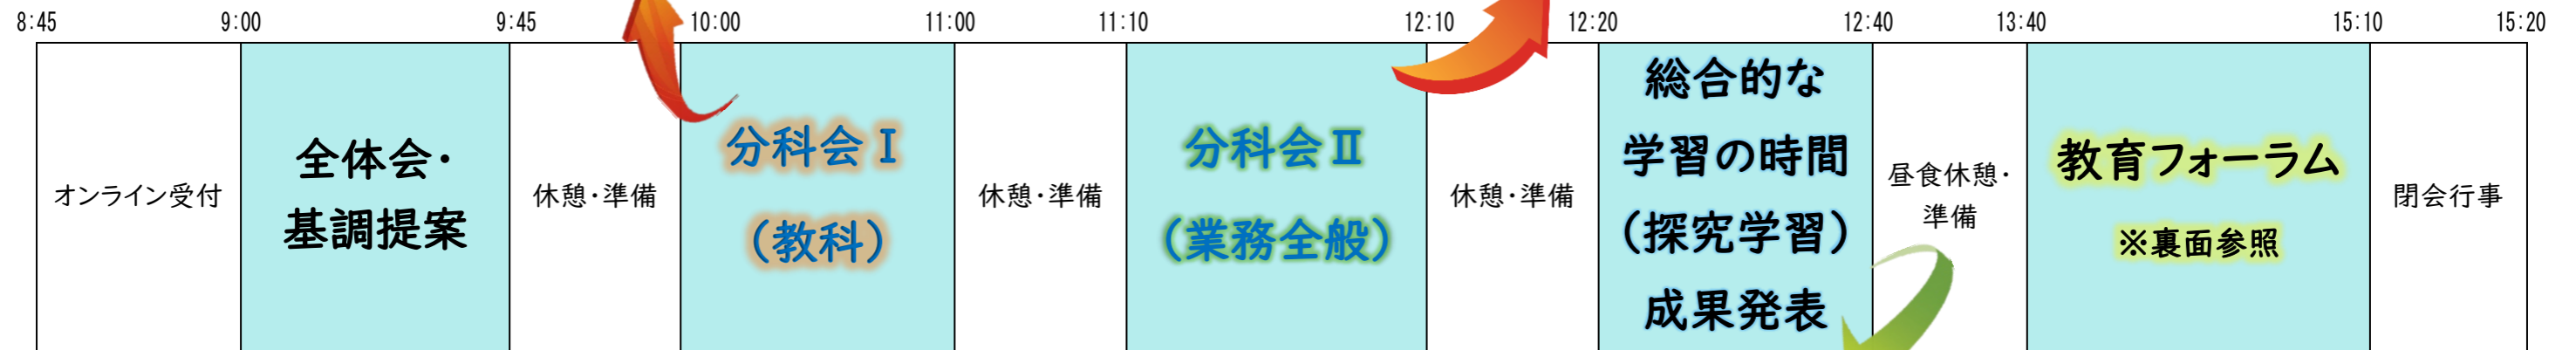 8:45 9:00 9:45 10:00 11:00 11:10 12:10 12:20 12:40 13:40 15:10 15:20
オンライン受付
全体会・
基調提案
休憩・準備
分科会Ⅰ
(教科)
休憩・準備
分科会Ⅱ
(業務全般)
休憩・準備
総合的な
学習の時間
(探究学習)
成果発表
昼食休憩・
準備
教育フォーラム
※裏面参照
閉会行事